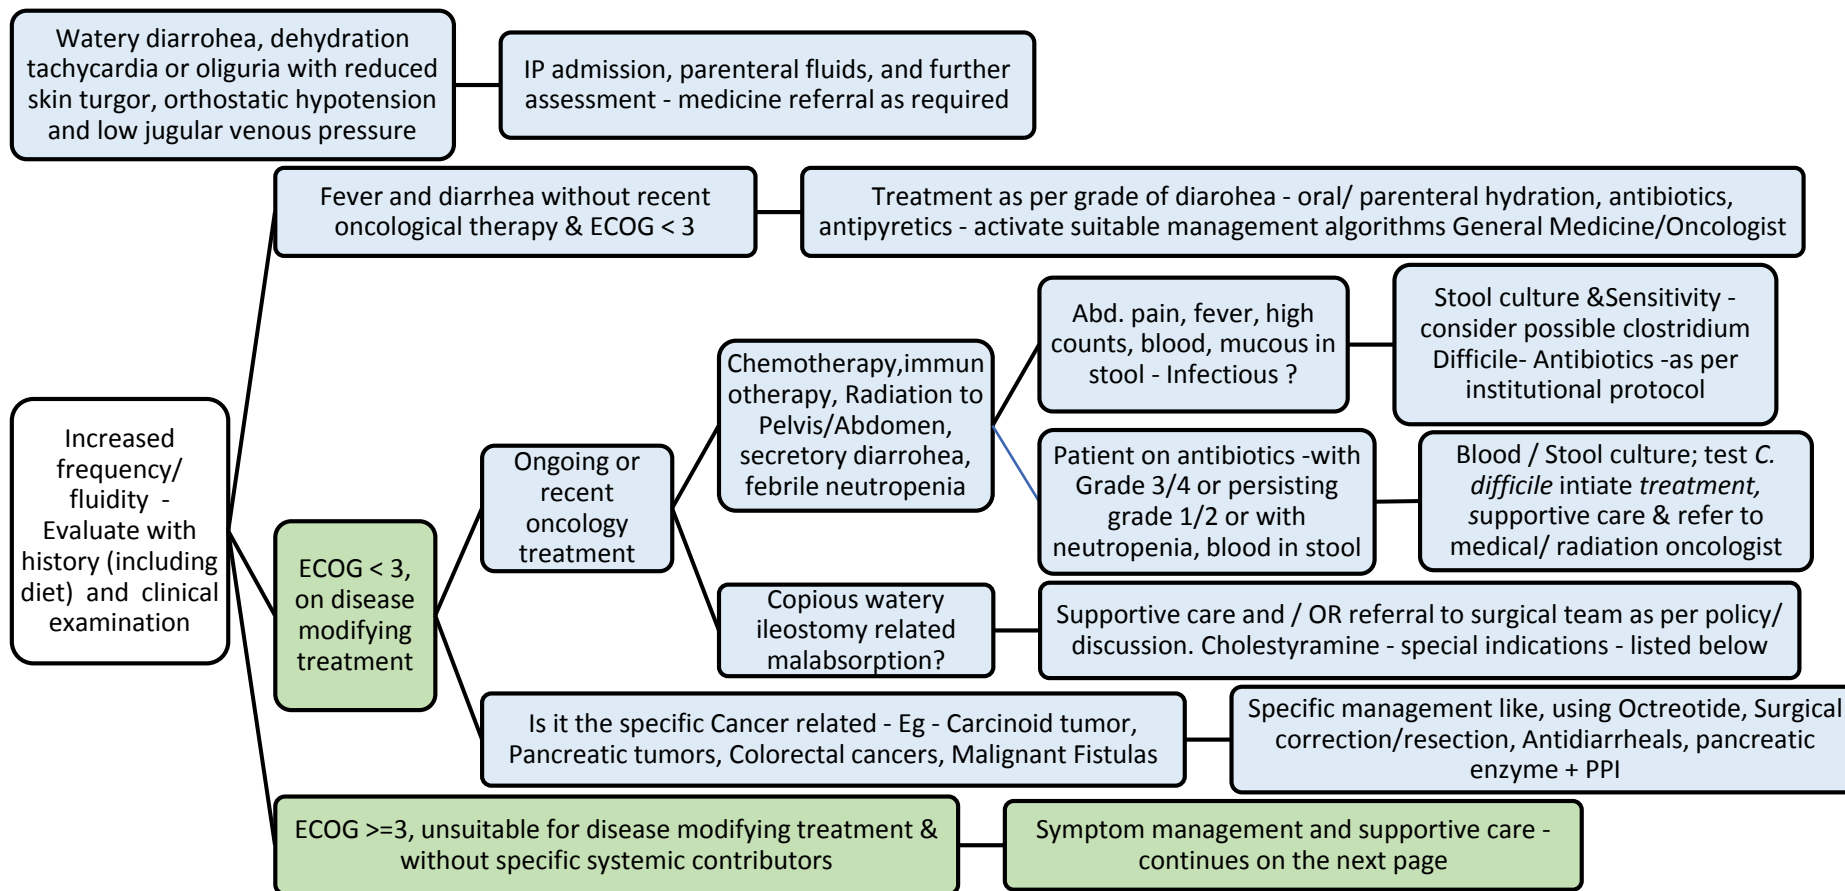 Watery diarrohea, dehydration
tachycardia or oliguria with reduced
skin turgor, orthostatic hypotension
and low jugular venous pressure
IP admission, parenteral fluids, and further
assessment - medicine referral as required
Fever and diarrhea without recent
oncological therapy & ECOG < 3
Treatment as per grade of diarohea - oral/ parenteral hydration, antibiotics,
antipyretics - activate suitable management algorithms General Medicine/Oncologist
Increased
frequency/
fluidity -
Evaluate with
history (including
diet) and clinical
examination
ECOG < 3,
on disease
modifying
treatment
Ongoing or
recent
oncology
treatment
Chemotherapy,immun
otherapy, Radiation to
Pelvis/Abdomen,
secretory diarrohea,
febrile neutropenia
Abd. pain, fever, high
counts, blood, mucous in
stool - Infectious ?
Stool culture &Sensitivity -
consider possible clostridium
Difficile- Antibiotics -as per
institutional protocol
Patient on antibiotics -with
Grade 3/4 or persisting
grade 1/2 or with
neutropenia, blood in stool
Blood / Stool culture; test C.
difficile intiate treatment,
supportive care & refer to
medical/ radiation oncologist
Copious watery
ileostomy related
malabsorption?
Supportive care and / OR referral to surgical team as per policy/
discussion. Cholestyramine - special indications - listed below
Is it the specific Cancer related - Eg - Carcinoid tumor,
Pancreatic tumors, Colorectal cancers, Malignant Fistulas
Specific management like, using Octreotide, Surgical
correction/resection, Antidiarrheals, pancreatic
enzyme + PPI
ECOG >=3, unsuitable for disease modifying treatment &
without specific systemic contributors
Symptom management and supportive care -
continues on the next page